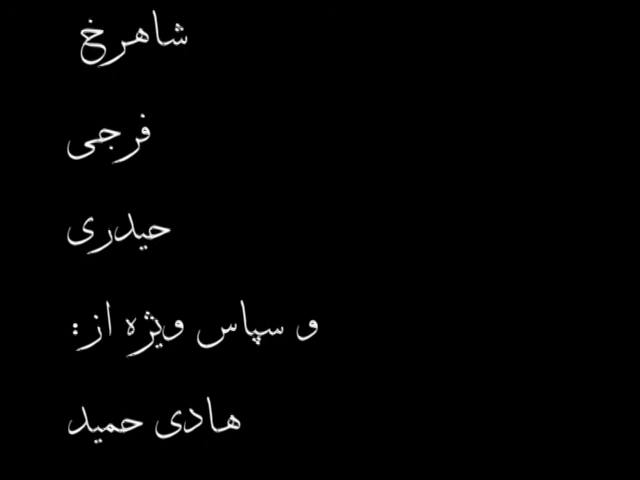 شاهرخ
فرجی
حیدری
و سپاس ویژه از:
هادی حمید